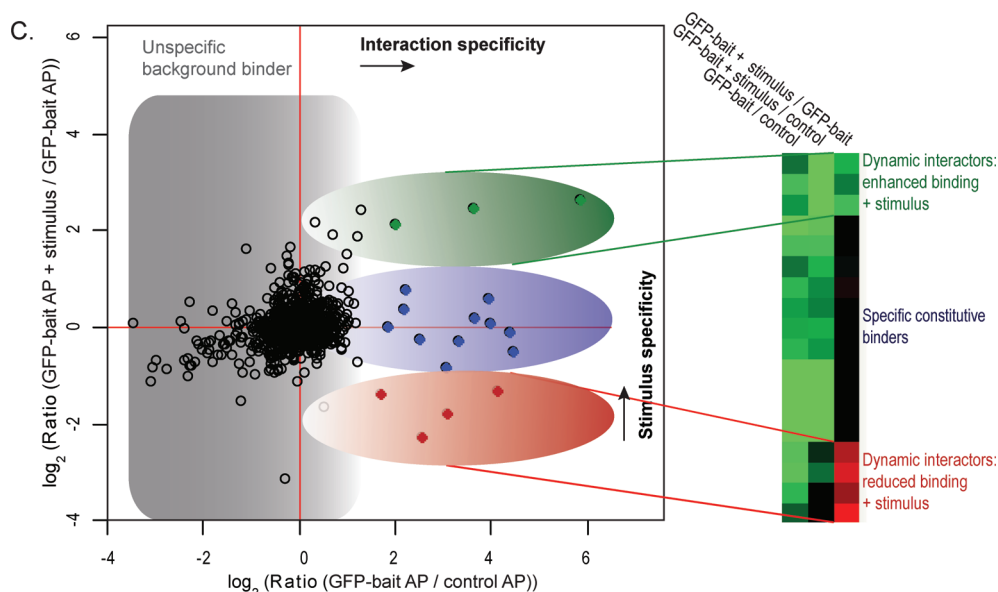 C.
Unspecific
background binder
Interaction specificity
GFP-bait + stimulus / GFP-bait
GFP-bait + stimulus / control
GFP-bait / control
6
4
2
0
-2
-4
log2 (Ratio (GFP-bait AP + stimulus / GFP-bait AP))
Stimulus specificity
Dynamic interactors:
enhanced binding
+ stimulus
Specific constitutive
binders
Dynamic interactors:
reduced binding
+ stimulus
-4
-2
0
2
4
6
log2 (Ratio (GFP-bait AP / control AP))